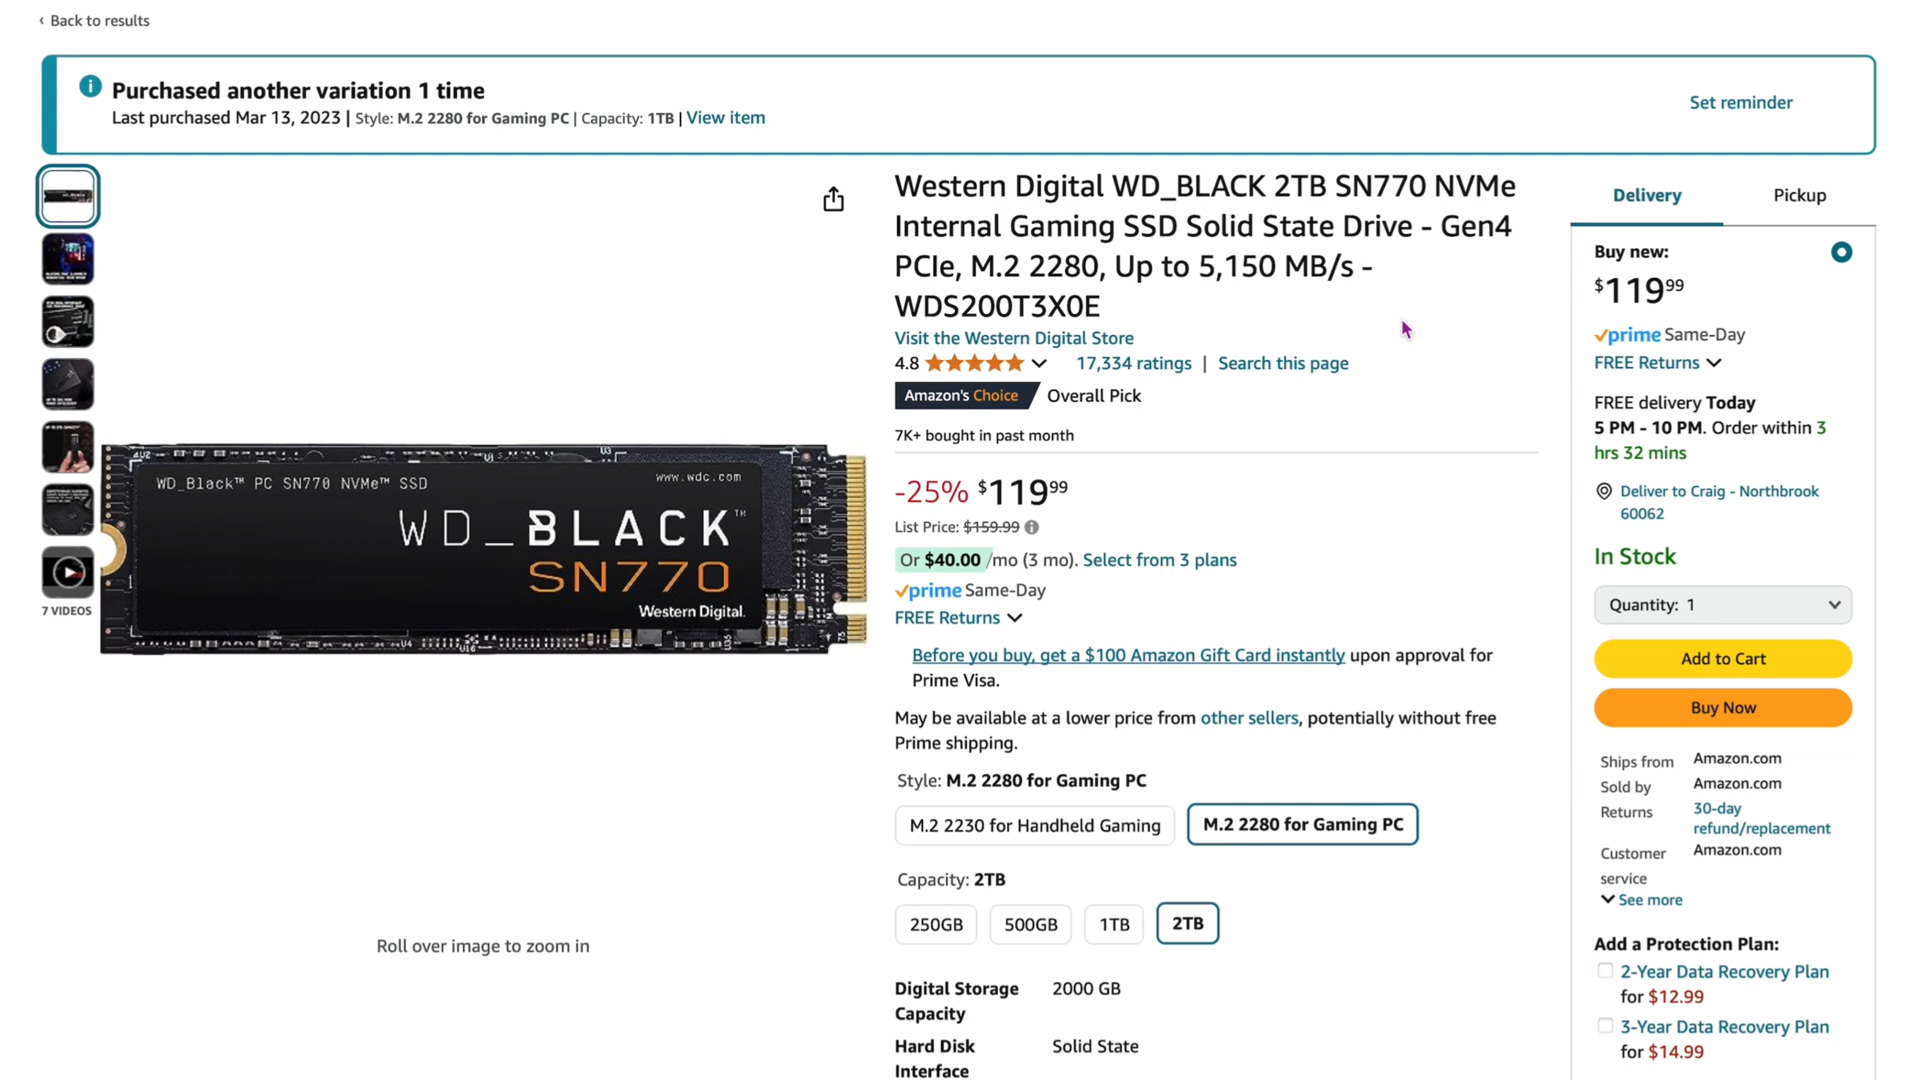 ‹ Back to results
Purchased another variation 1 time
Last purchased Mar 13, 2023 | Style: M.2 2280 for Gaming PC | Capacity: 1TB | View item
Set reminder
7 VIDEOS
WD_Black™ PC SN770 NVMe™ SSD
www.wdc.com
WD_BLACK™
SN770
Western Digital.
Roll over image to zoom in
Western Digital WD_BLACK 2TB SN770 NVMe
Internal Gaming SSD Solid State Drive - Gen4
PCIe, M.2 2280, Up to 5,150 MB/s -
WDS200T3X0E
Visit the Western Digital Store
4.8 17,334 ratings | Search this page
Amazon's Choice Overall Pick
7K+ bought in past month
-25% $119 99
List Price: $159.99
Or $40.00 /mo (3 mo). Select from 3 plans
prime Same-Day
FREE Returns
Before you buy, get a $100 Amazon Gift Card instantly upon approval for
Prime Visa.
May be available at a lower price from other sellers, potentially without free
Prime shipping.
Style: M.2 2280 for Gaming PC
M.2 2230 for Handheld Gaming
M.2 2280 for Gaming PC
Capacity: 2TB
250GB 500GB 1TB 2TB
Digital Storage 2000 GB
Capacity
Hard Disk Solid State
Interface
Delivery Pickup
Buy new:
$119 99
prime Same-Day
FREE Returns
FREE delivery Today
5 PM - 10 PM. Order within 3
hrs 32 mins
Deliver to Craig - Northbrook
60062
In Stock
Quantity: 1
Add to Cart
Buy Now
Ships from Amazon.com
Sold by Amazon.com
Returns 30-day
refund/replacement
Customer Amazon.com
service
See more
Add a Protection Plan:
2-Year Data Recovery Plan
for $12.99
3-Year Data Recovery Plan
for $14.99